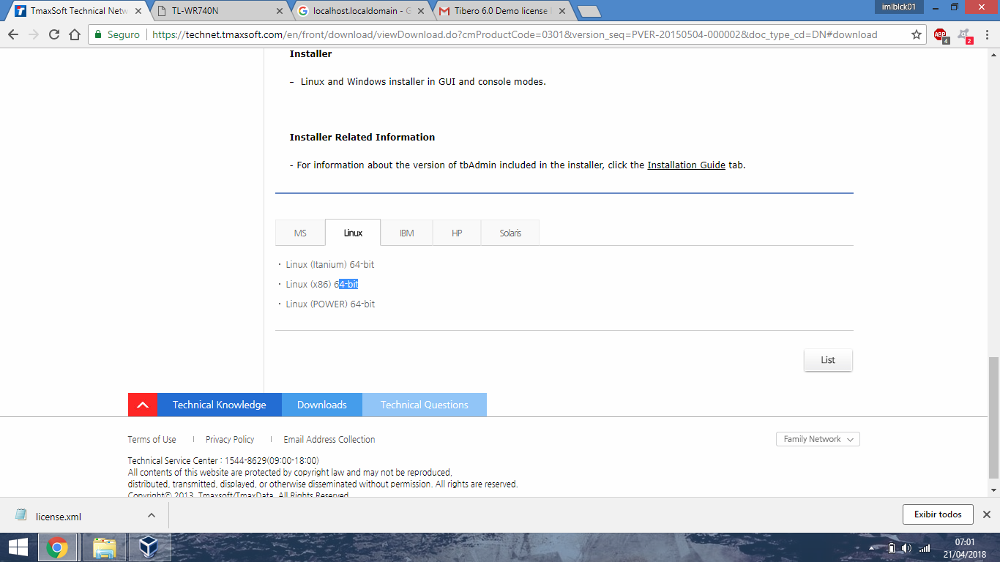 TmaxSoft Technical Netw
TL-WR740N
localhost.localdomain - G
Tibero 6.0 Demo license
imlblck01
Seguro
https://technet.tmaxsoft.com/en/front/download/viewDownload.do?cmProductCode=0301&version_seq=PVER-20150504-000002&doc_type_cd=DN#download
ABP
4
2
Installer
- Linux and Windows installer in GUI and console modes.
Installer Related Information
- For information about the version of tbAdmin included in the installer, click the Installation Guide tab.
MS
Linux
IBM
HP
Solaris
· Linux (Itanium) 64-bit
· Linux (x86) 64-bit
· Linux (POWER) 64-bit
List
Technical Knowledge
Downloads
Technical Questions
Terms of Use | Privacy Policy | Email Address Collection
Family Network
Technical Service Center : 1544-8629(09:00-18:00)
All contents of this website are protected by copyright law and may not be reproduced,
distributed, transmitted, displayed, or otherwise disseminated without permission. All rights are reserved.
Copyright© 2013. Tmaxsoft/TmaxData. All Rights Reserved
license.xml
Exibir todos
07:01
21/04/2018